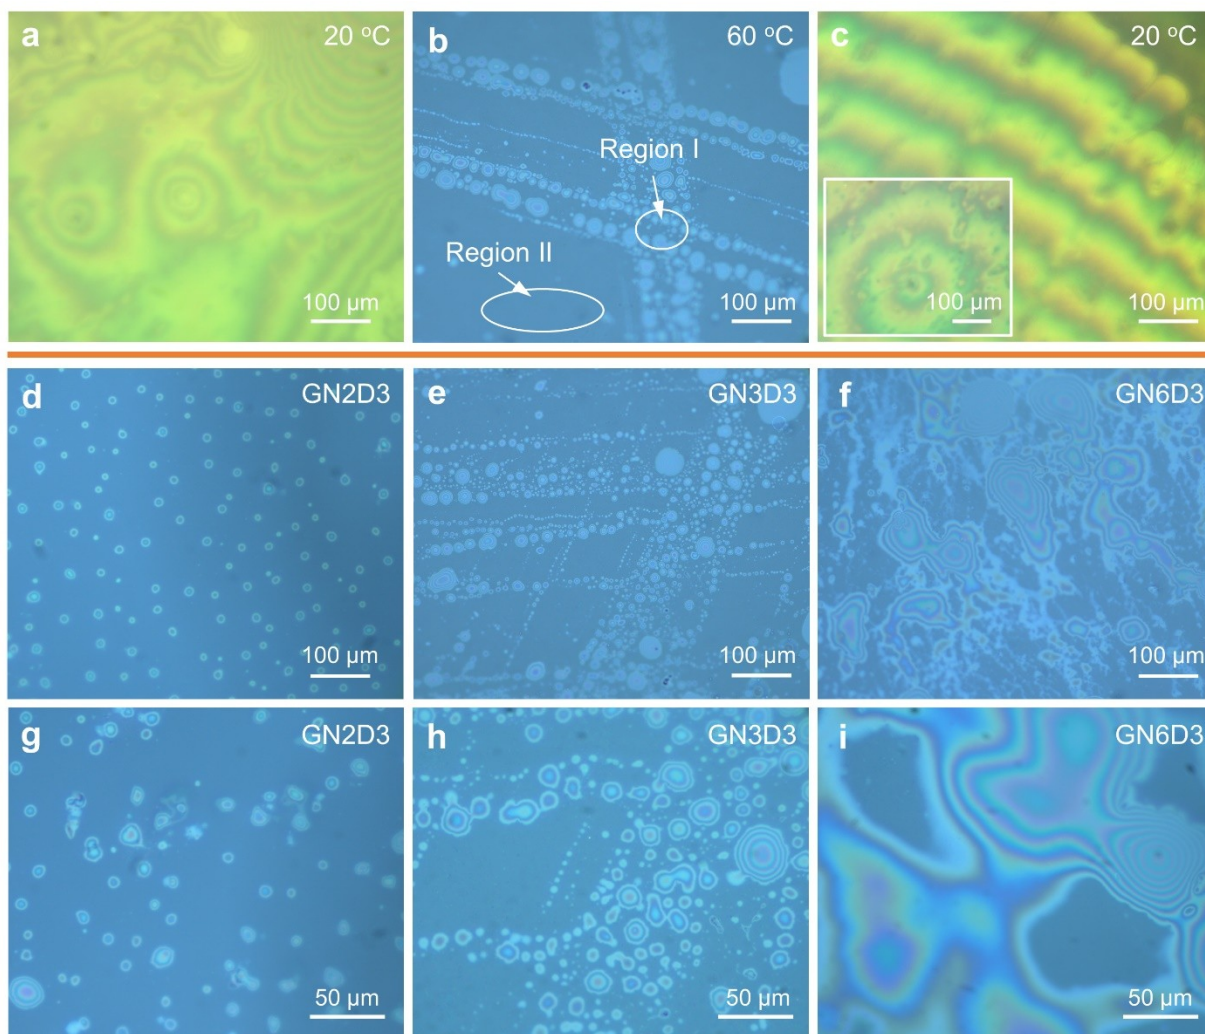 a 20 °C
b 60 °C
c 20 °C
Region I
Region II
100 µm
100 µm
100 µm
100 µm
d GN2D3
e GN3D3
f GN6D3
100 µm
100 µm
100 µm
g GN2D3
h GN3D3
i GN6D3
50 µm
50 µm
50 µm